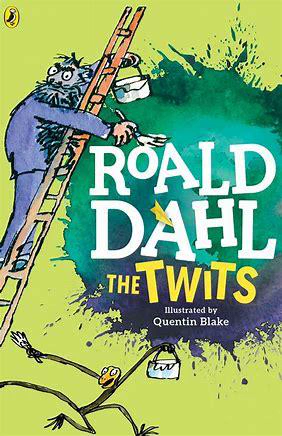 ROALD
DAHL
THE TWITS
Illustrated by
Quentin Blake